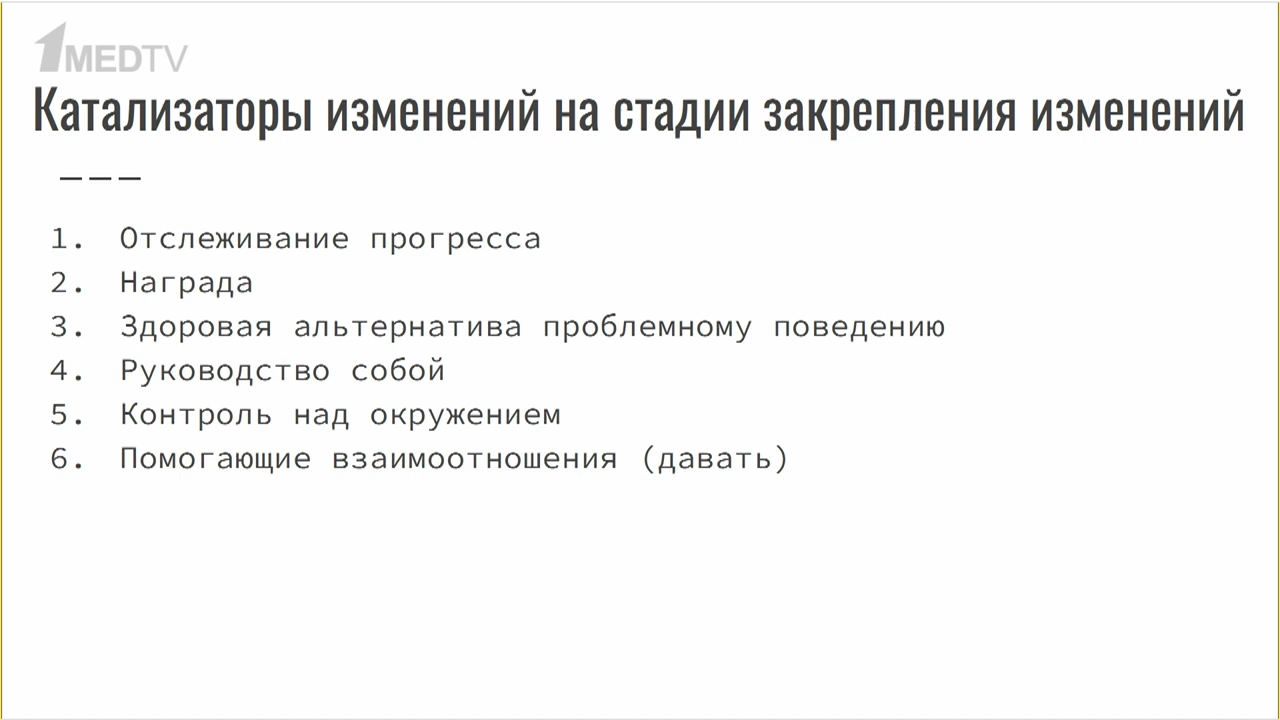 1MEDTV
Катализаторы изменений на стадии закрепления изменений
1. Отслеживание прогресса
2. Награда
3. Здоровая альтернатива проблемному поведению
4. Руководство собой
5. Контроль над окружением
6. Помогающие взаимоотношения (давать)